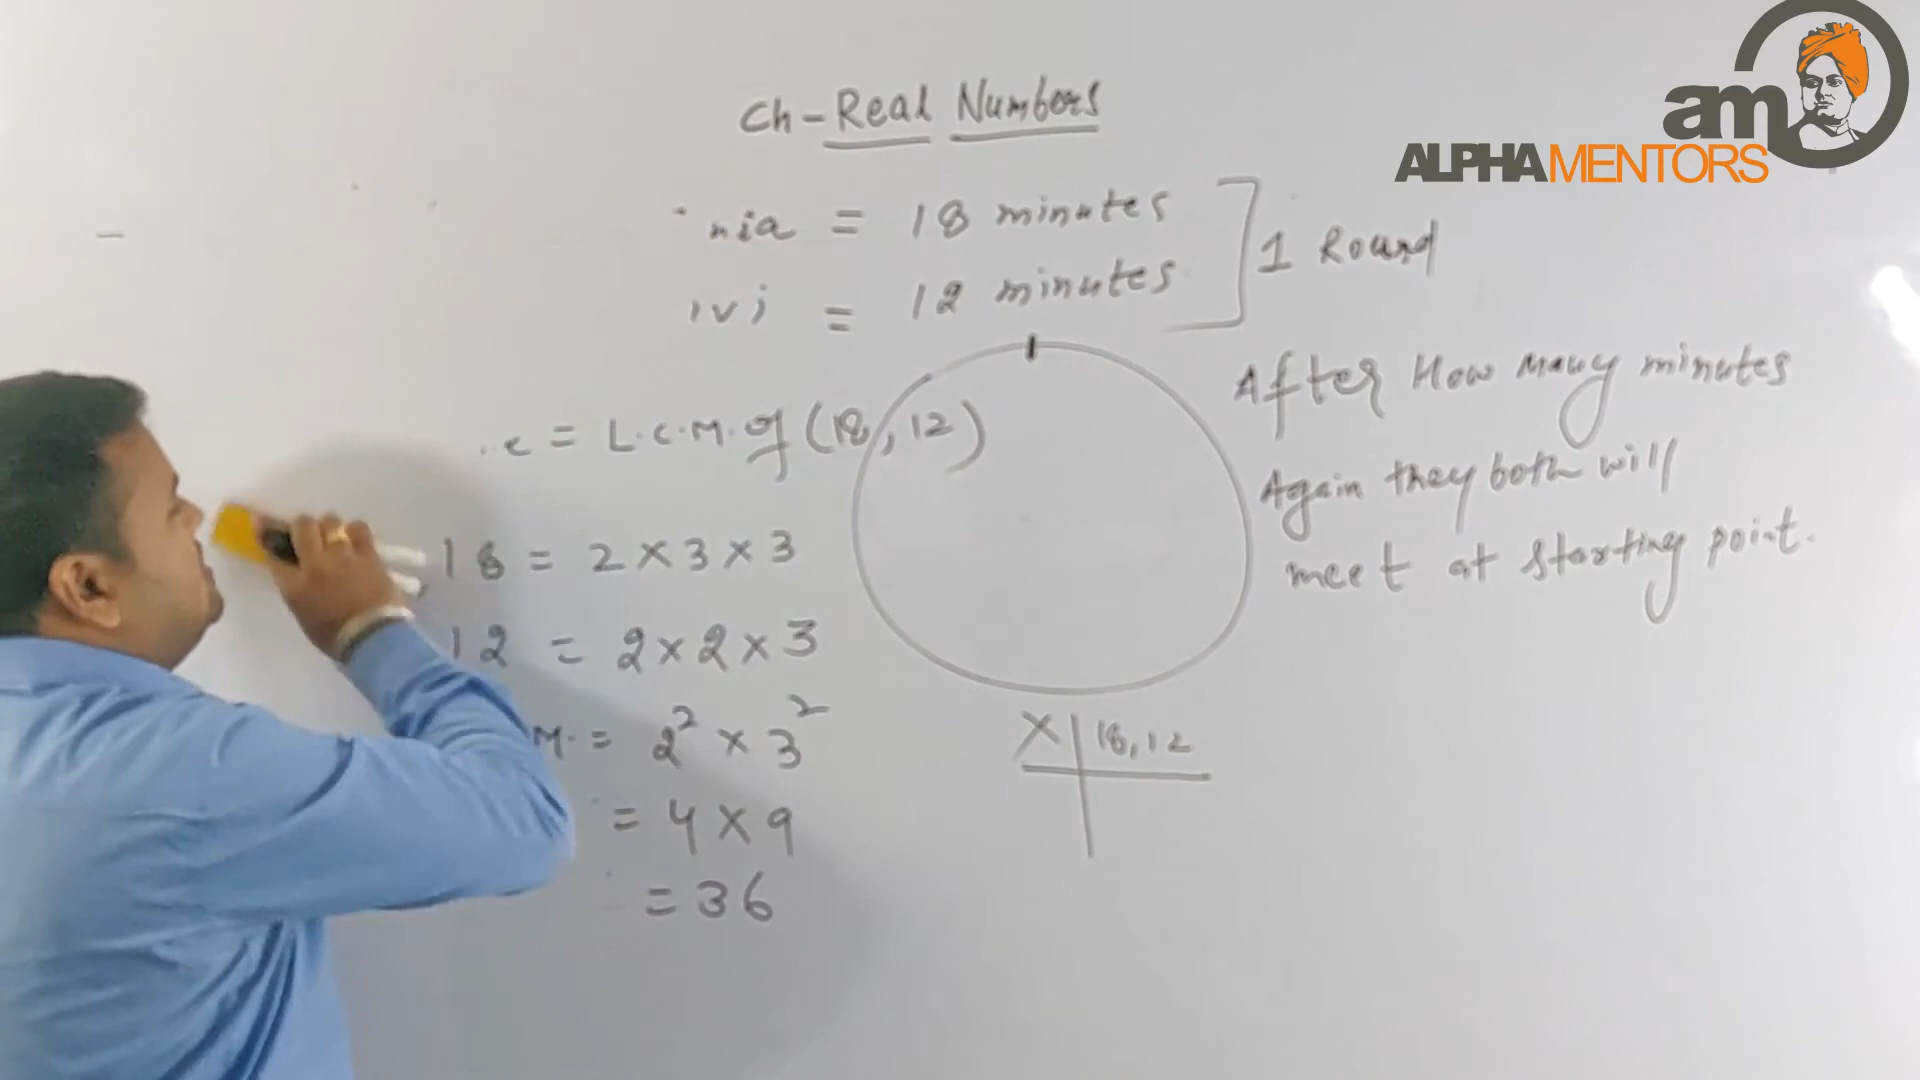 am
ALPHAMENTORS
Ch-Real Numbers
nia = 18 minutes
ivi = 12 minutes
1 Round
e = L.C.M. of (18, 12)
18 = 2 × 3 × 3
12 = 2 × 2 × 3
M. = 2² × 3²
= 4 × 9
= 36
After How Many minutes
Again they both will
meet at starting point.
X 18, 12